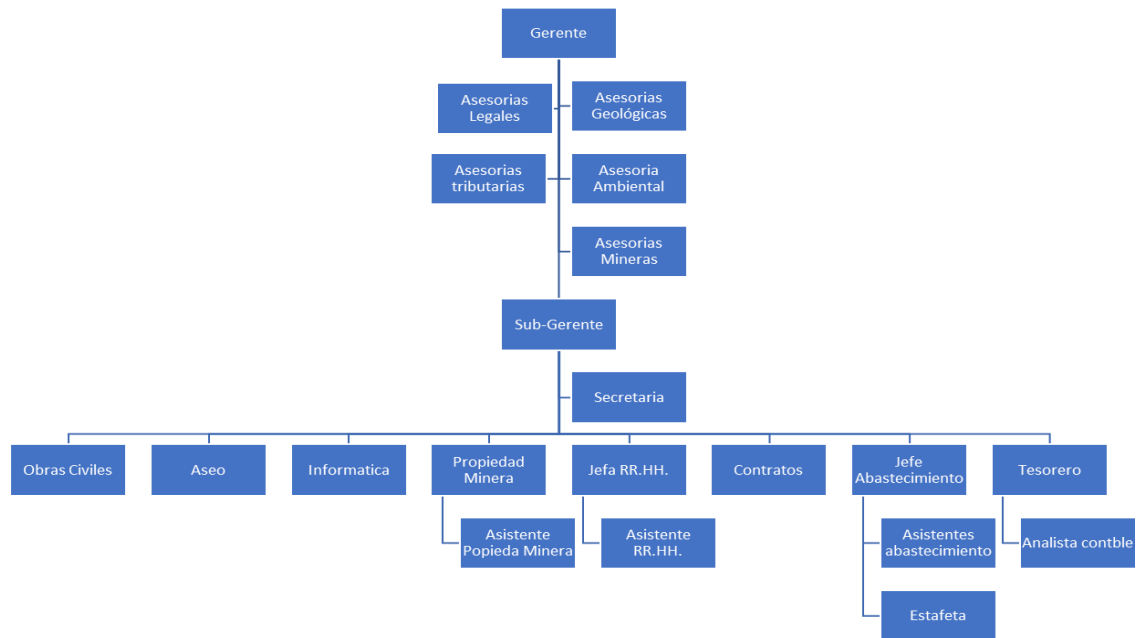 Gerente
Asesorias
Legales
Asesorias
Geológicas
Asesorias
tributarias
Asesoria
Ambiental
Asesorias
Mineras
Sub-Gerente
Secretaria
Obras Civiles
Aseo
Informatica
Propiedad
Minera
Jefa RR.HH.
Contratos
Jefe
Abastecimiento
Tesorero
Asistente
Popieda Minera
Asistente
RR.HH.
Asistentes
abastecimiento
Analista contble
Estafeta